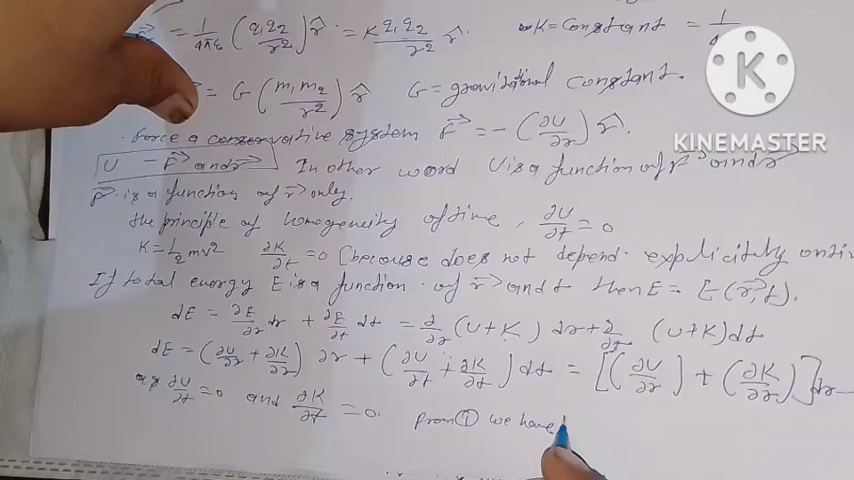 = 1/4πε (q₁q₂/r²) r̂ = K q₁q₂/r² r̂. K = Constant = 1/4
= G (m₁m₂/r²) r̂ G = gravitational constant.
K
KINEMASTER
Force a conservative system F⃗ = -(∂U/∂r) r̂.
U – F⃗ and r⃗ In other word U is a function of r⃗ and r⃗
F⃗ is a function of r⃗ only.
the principle of homogeneity of time, ∂U/∂t = 0
K = 1/2 mv² ∂K/∂t = 0 [because does not depend explicitly on time
If total energy E is a function of r⃗ and t then E = E(r⃗, t).
dE = ∂E/∂r dr + ∂E/∂t dt = ∂/∂r (U+K) dr + ∂/∂t (U+K) dt
dE = (∂U/∂r + ∂K/∂r) ∂r + (∂U/∂t + ∂K/∂t) dt = [(∂U/∂r) + (∂K/∂r)] dr---
as ∂U/∂t = 0 and ∂K/∂t = 0. From ① we have